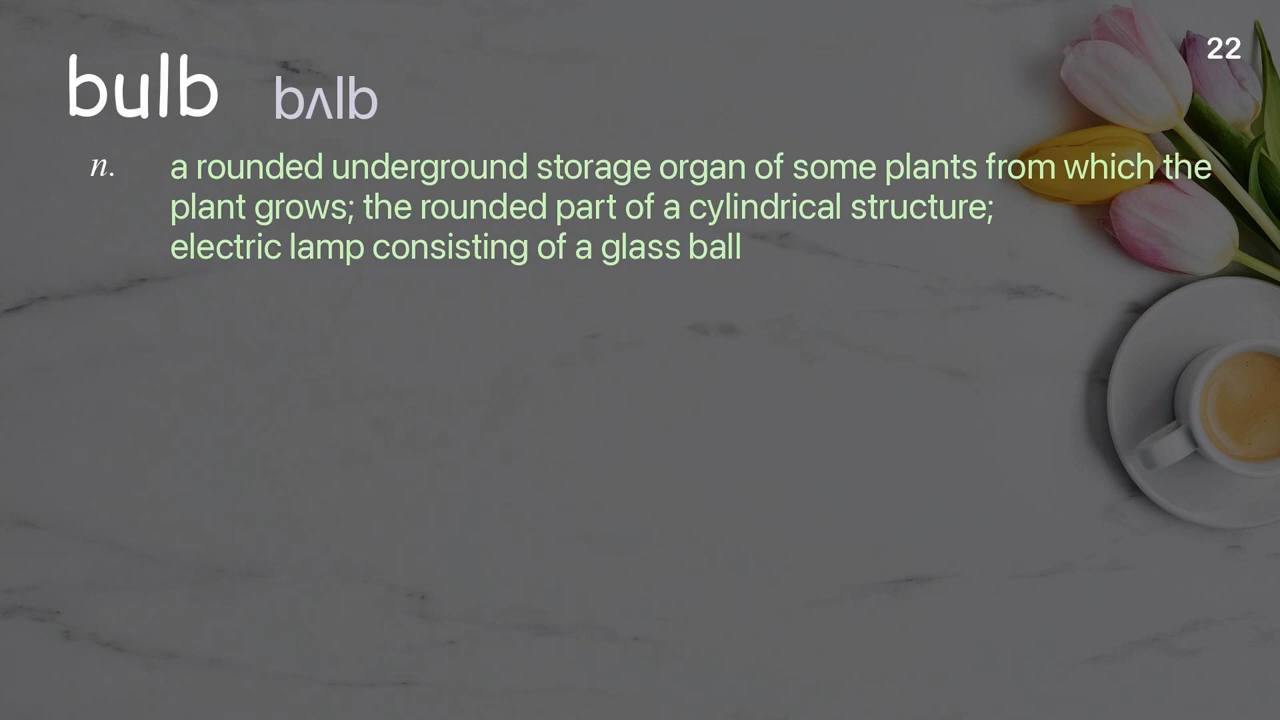 22
bulb bʌlb
n. a rounded underground storage organ of some plants from which the
plant grows; the rounded part of a cylindrical structure;
electric lamp consisting of a glass ball